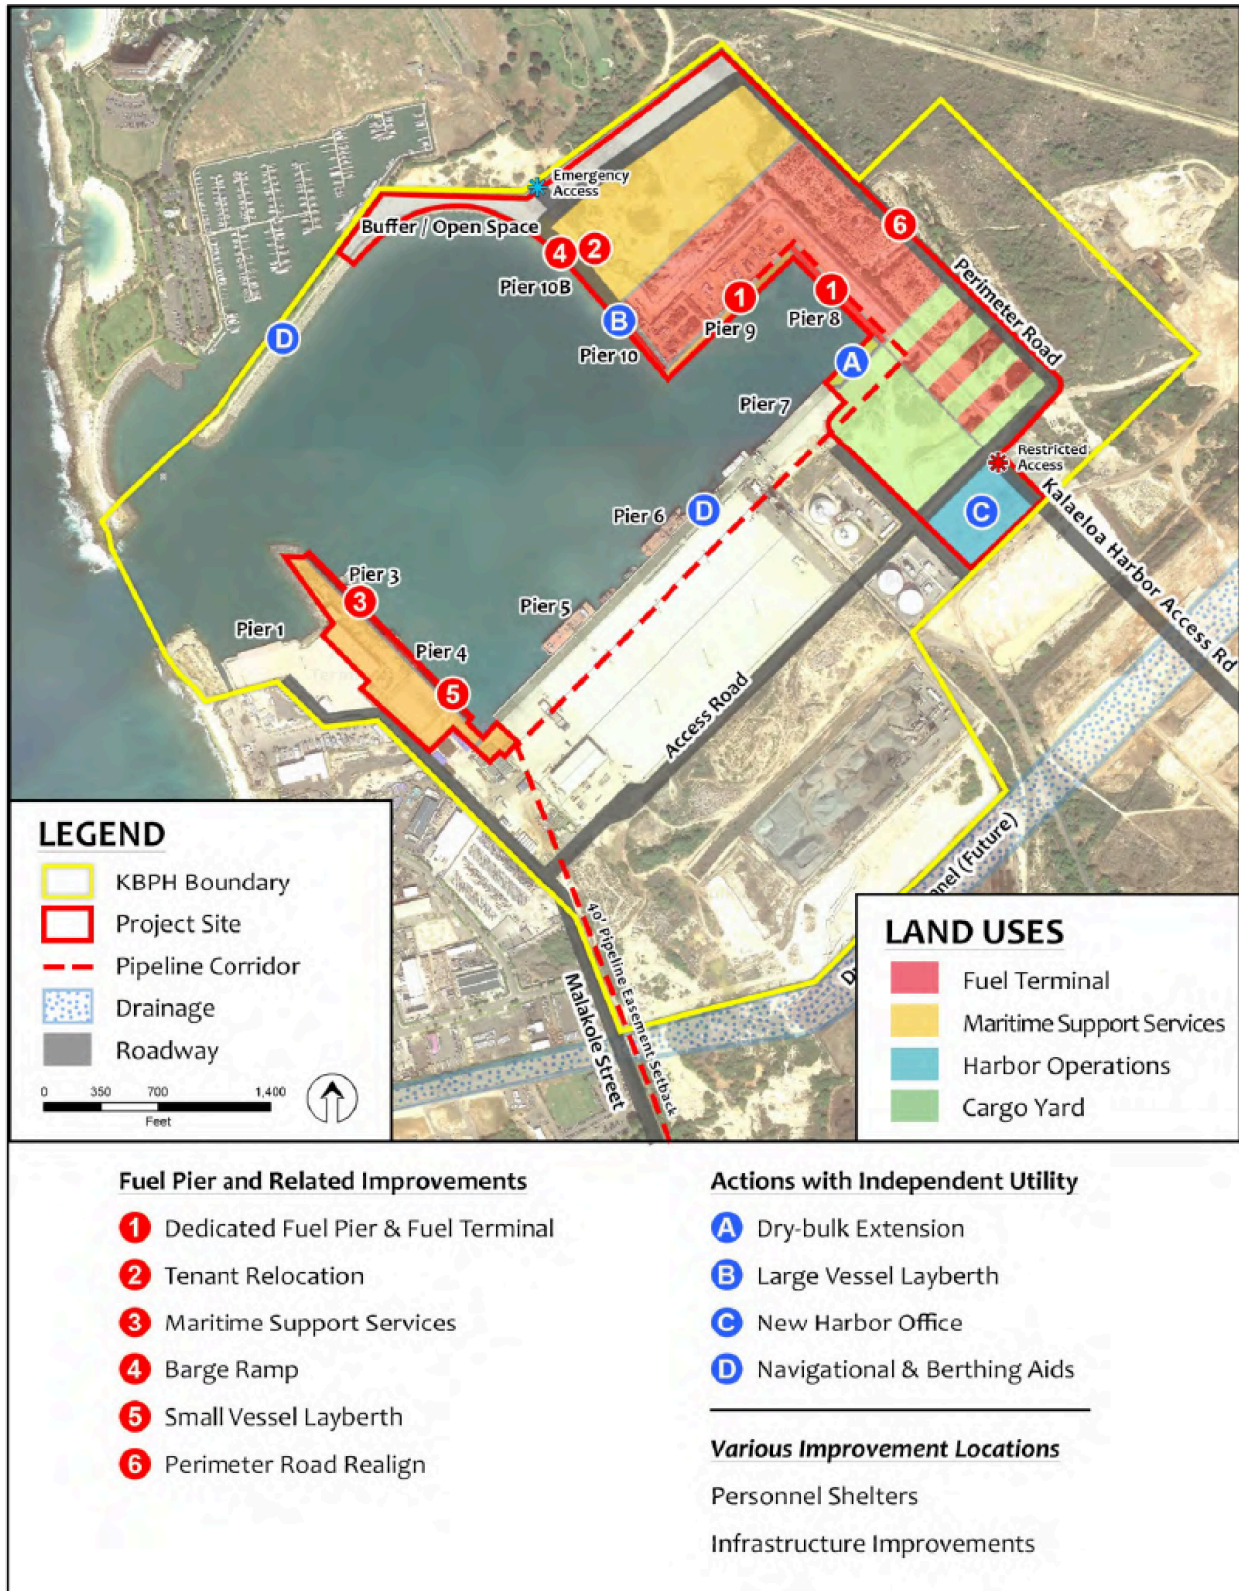 Emergency
Access
Buffer / Open Space
4
2
6
Pier 10B
1
1
Perimeter Road
B
Pier 9
Pier 8
D
Pier 10
A
Pier 7
Restricted
Access
Kalaeloa Harbor Access Rd
C
Pier 6
D
Pier 3
3
Pier 5
Pier 1
Pier 4
5
Access Road
40' Pipeline Easement Setback
Malakole Street
(Future)
LEGEND
KBPH Boundary
Project Site
Pipeline Corridor
Drainage
Roadway
0 350 700 1,400
Feet
LAND USES
Fuel Terminal
Maritime Support Services
Harbor Operations
Cargo Yard
Fuel Pier and Related Improvements
1 Dedicated Fuel Pier & Fuel Terminal
2 Tenant Relocation
3 Maritime Support Services
4 Barge Ramp
5 Small Vessel Layberth
6 Perimeter Road Realign
Actions with Independent Utility
A Dry-bulk Extension
B Large Vessel Layberth
C New Harbor Office
D Navigational & Berthing Aids
Various Improvement Locations
Personnel Shelters
Infrastructure Improvements